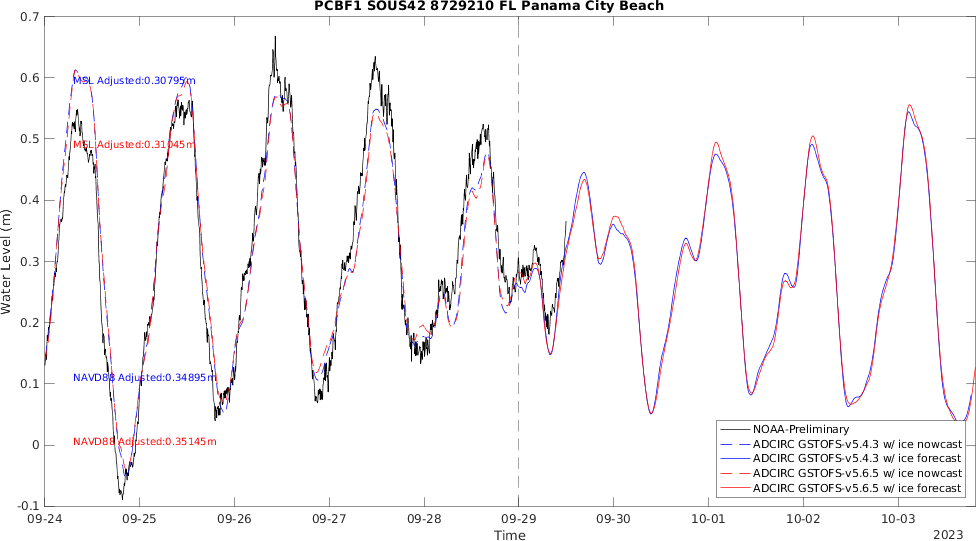 PCBF1 SOUS42 8729210 FL Panama City Beach
0.7
0.6
0.5
0.4
0.3
0.2
0.1
0
-0.1
Water Level (m)
MSL Adjusted:0.30795m
MSL Adjusted:0.31045m
NAVD88 Adjusted:0.34895m
NAVD88 Adjusted:0.35145m
NOAA-Preliminary
ADCIRC GSTOFS-v5.4.3 w/ ice nowcast
ADCIRC GSTOFS-v5.4.3 w/ ice forecast
ADCIRC GSTOFS-v5.6.5 w/ ice nowcast
ADCIRC GSTOFS-v5.6.5 w/ ice forecast
09-24 09-25 09-26 09-27 09-28 09-29 09-30 10-01 10-02 10-03
Time
2023